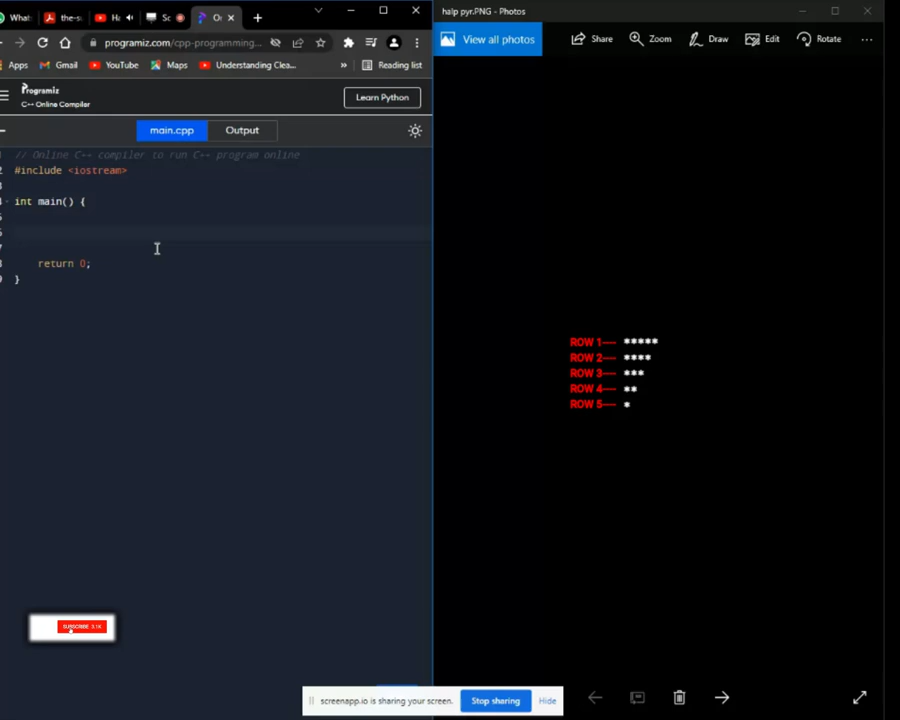 What
the-s
Ha
Sc
O
programiz.com/cpp-programming...
Apps
Gmail
YouTube
Maps
Understanding Clea...
»
Reading list
Programiz
C++ Online Compiler
Learn Python
main.cpp
Output
// Online C++ compiler to run C++ program online
2 #include <iostream>
int main() {
return 0;
}
SUBSCRIBE
screenapp.io is sharing your screen.
Stop sharing
Hide
halp pyr.PNG - Photos
View all photos
Share
Zoom
Draw
Edit
Rotate
...
ROW 1---- *****
ROW 2---- ****
ROW 3---- ***
ROW 4---- **
ROW 5---- *